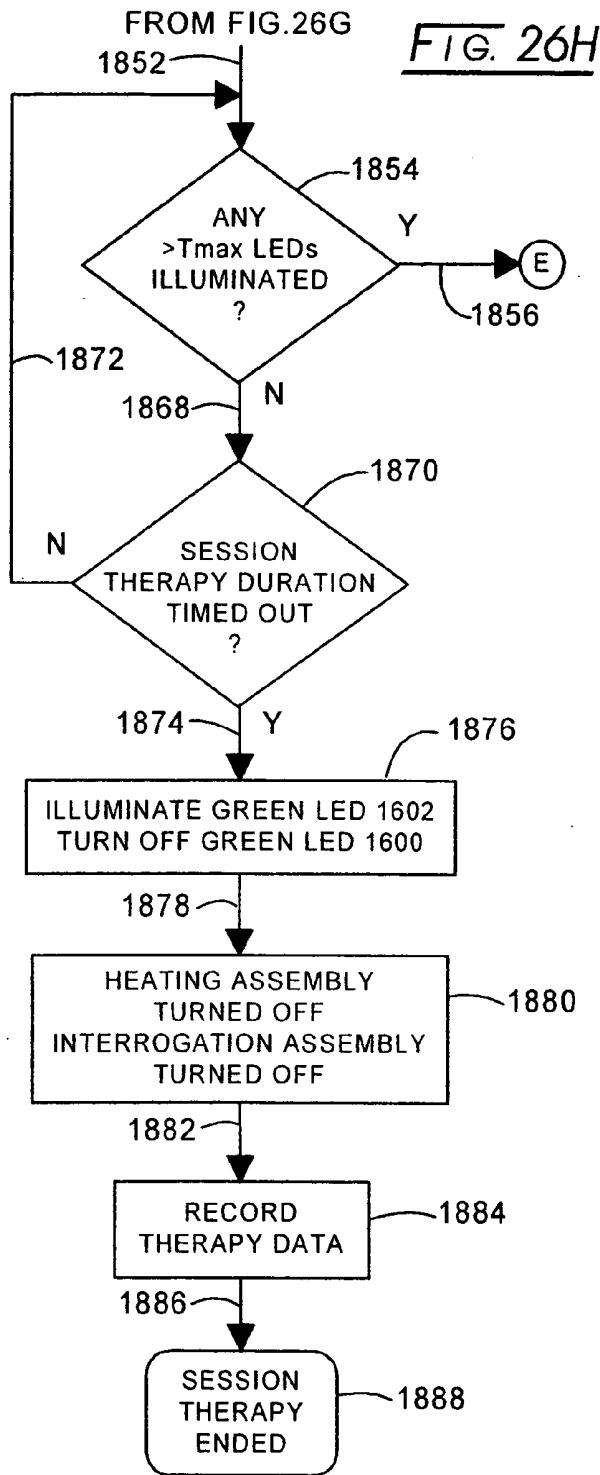 FROM FIG.26G
FIG. 26H
1852
1854
ANY
>Tmax LEDs
ILLUMINATED
?
Y
E
1856
1872
1868
N
1870
N
SESSION
THERAPY DURATION
TIMED OUT
?
1874
Y
1876
ILLUMINATE GREEN LED 1602
TURN OFF GREEN LED 1600
1878
HEATING ASSEMBLY
TURNED OFF
INTERROGATION ASSEMBLY
TURNED OFF
1880
1882
RECORD
THERAPY DATA
1884
1886
SESSION
THERAPY
ENDED
1888